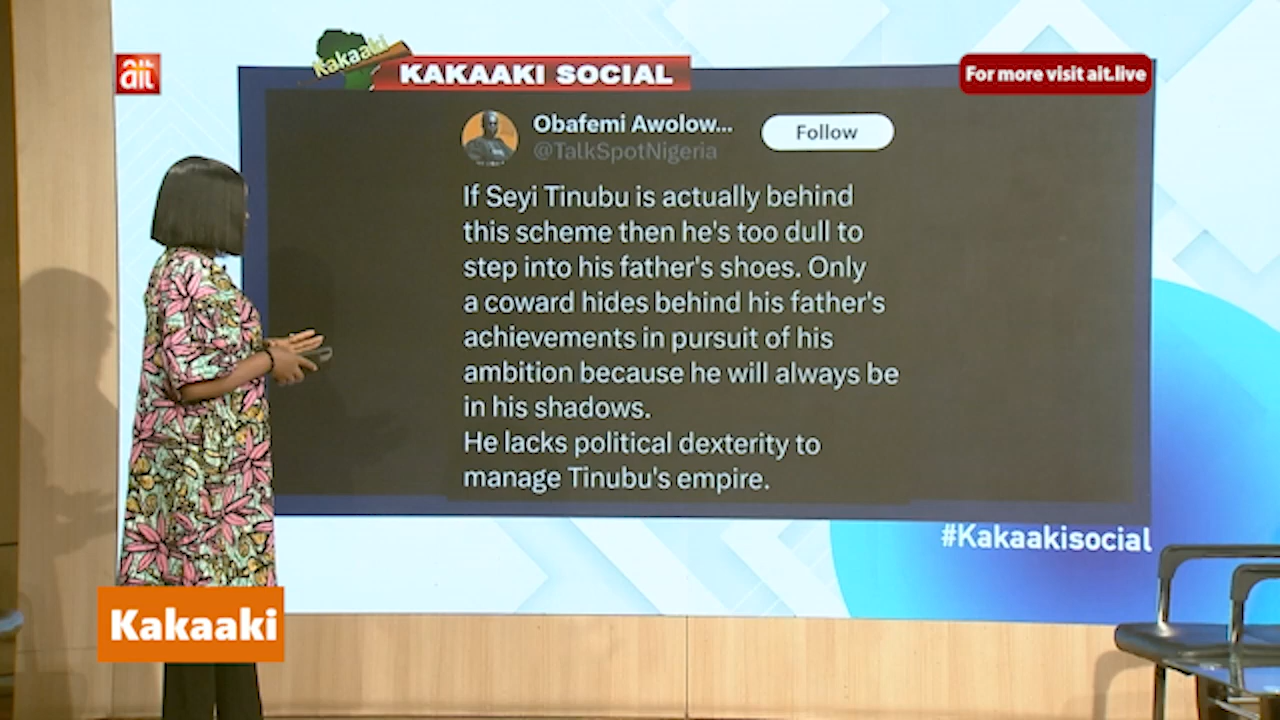 ait
Kakaaki
KAKAAKI SOCIAL
For more visit ait.live
Obafemi Awolow...
Follow
@TalkSpotNigeria
If Seyi Tinubu is actually behind
this scheme then he's too dull to
step into his father's shoes. Only
a coward hides behind his father's
achievements in pursuit of his
ambition because he will always be
in his shadows.
He lacks political dexterity to
manage Tinubu's empire.
#Kakaakisocial
Kakaaki